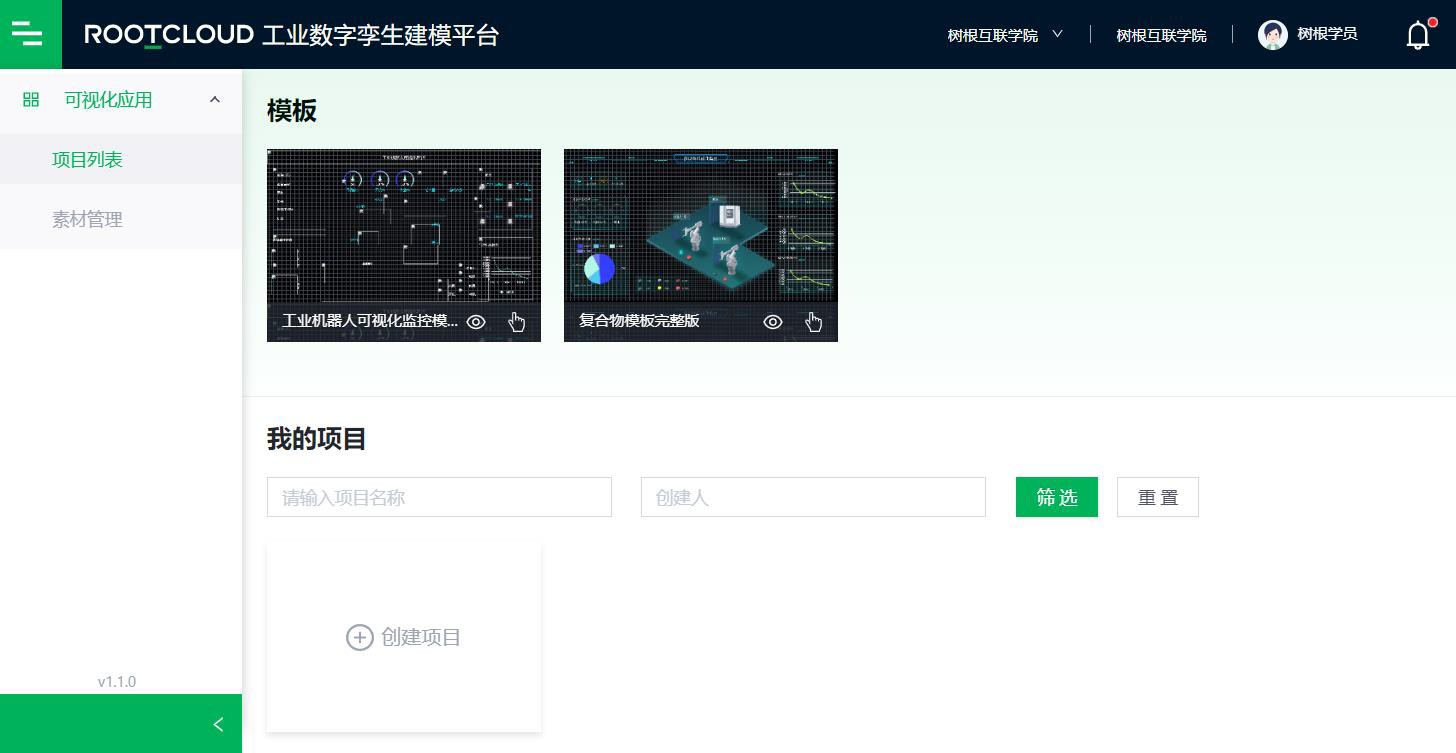 ROOTCLOUD 工业数字孪生建模平台
树根互联学院
树根互联学院
树根学员
可视化应用
项目列表
素材管理
v1.1.0
模板
工业机器人可视化监控模...
复合物模板完整版
我的项目
请输入项目名称
创建人
筛选
重置
创建项目